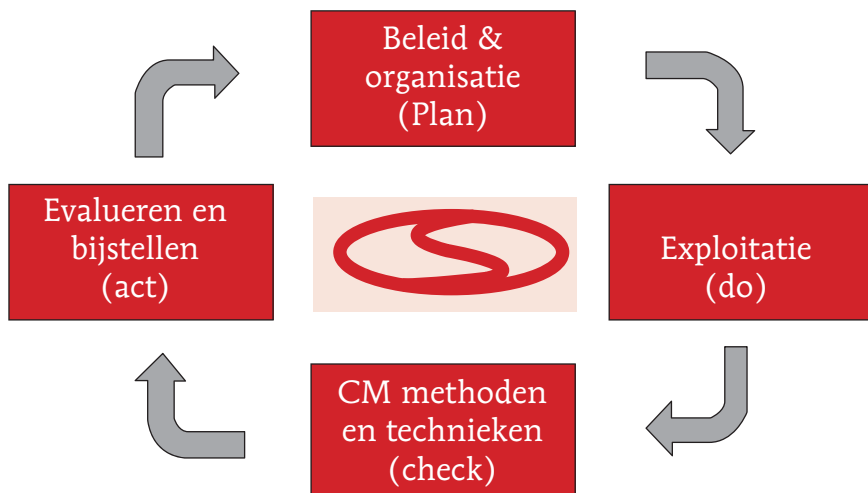 Beleid &
organisatie
(Plan)
Evalueren en
bijstellen
(act)
Exploitatie
(do)
CM methoden
en technieken
(check)